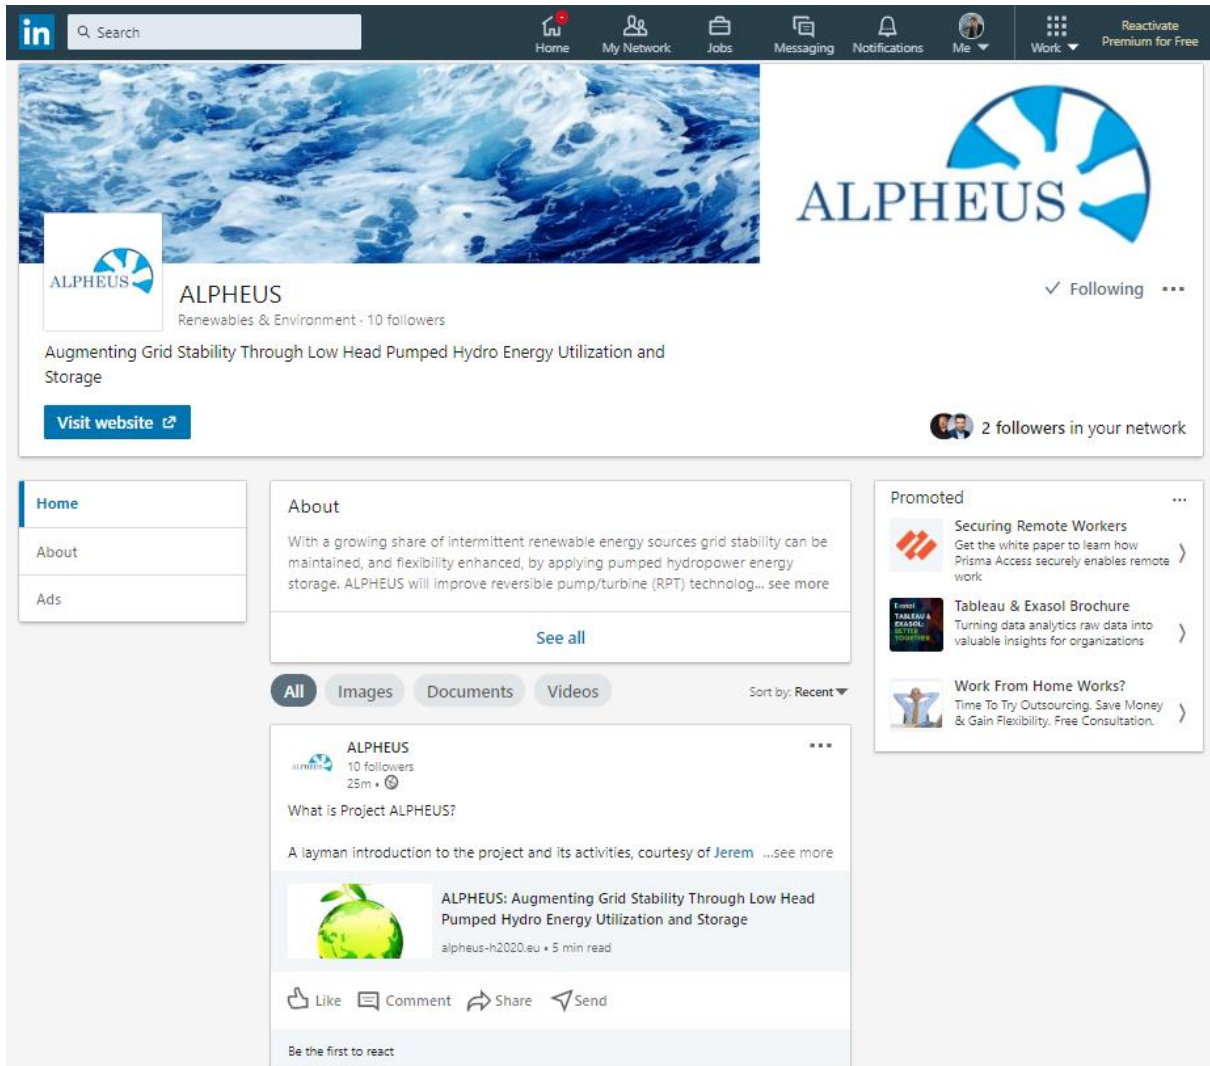 in
Search
Home
My Network
Jobs
Messaging
Notifications
Me
Work
Reactivate
Premium for Free
ALPHEUS
ALPHEUS
ALPHEUS
Following
Renewables & Environment · 10 followers
Augmenting Grid Stability Through Low Head Pumped Hydro Energy Utilization and
Storage
Visit website
2 followers in your network
Home
About
Ads
About
With a growing share of intermittent renewable energy sources grid stability can be
maintained, and flexibility enhanced, by applying pumped hydropower energy
storage. ALPHEUS will improve reversible pump/turbine (RPT) technolog... see more
See all
All
Images
Documents
Videos
Sort by: Recent
ALPHEUS
ALPHEUS
10 followers
25m •
What is Project ALPHEUS?
A layman introduction to the project and its activities, courtesy of Jerem ...see more
ALPHEUS: Augmenting Grid Stability Through Low Head
Pumped Hydro Energy Utilization and Storage
alpheus-h2020.eu • 5 min read
Like
Comment
Share
Send
Be the first to react
Promoted
Securing Remote Workers
Get the white paper to learn how
Prisma Access securely enables remote
work
Exasol
TABLEAU &
EXASOL:
BETTER
TOGETHER
Tableau & Exasol Brochure
Turning data analytics raw data into
valuable insights for organizations
Work From Home Works?
Time To Try Outsourcing. Save Money
& Gain Flexibility. Free Consultation.